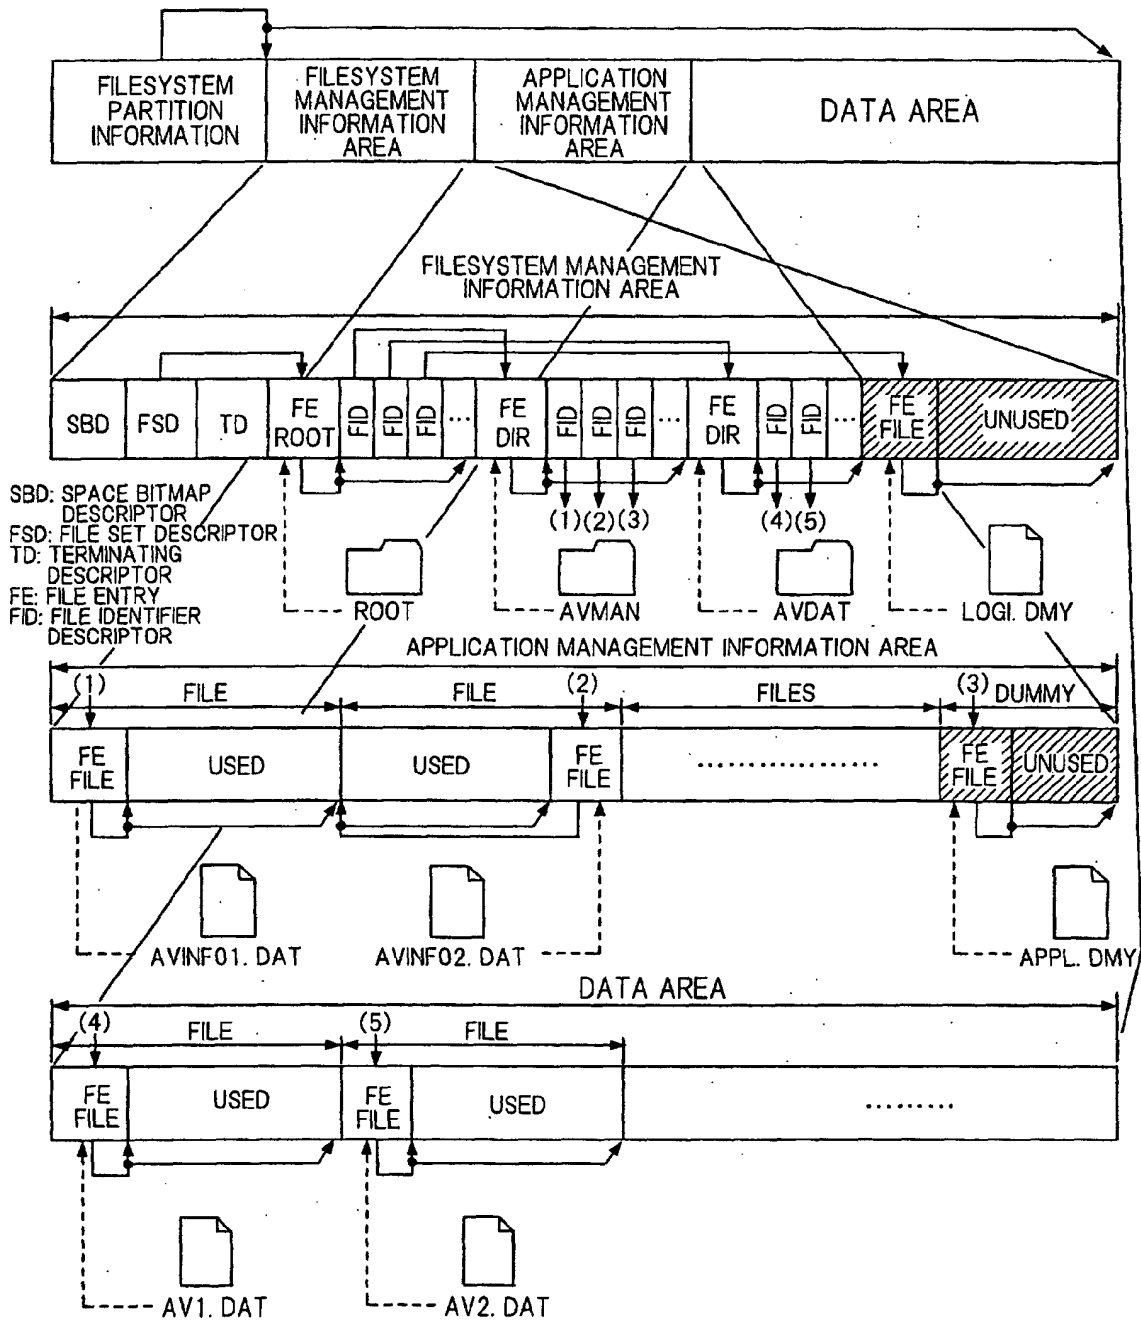 FILESYSTEM
PARTITION
INFORMATION
FILESYSTEM
MANAGEMENT
INFORMATION
AREA
APPLICATION
MANAGEMENT
INFORMATION
AREA
DATA AREA
FILESYSTEM MANAGEMENT
INFORMATION AREA
SBD
FSD
TD
FE
ROOT
FID
FID
FID
...
FE
DIR
FID
FID
FID
...
FE
DIR
FID
FID
...
FE
FILE
UNUSED
(1) (2) (3)
(4) (5)
SBD: SPACE BITMAP
DESCRIPTOR
FSD: FILE SET DESCRIPTOR
TD: TERMINATING
DESCRIPTOR
FE: FILE ENTRY
FID: FILE IDENTIFIER
DESCRIPTOR
ROOT
AVMAN
AVDAT
LOGI. DMY
APPLICATION MANAGEMENT INFORMATION AREA
(1)
FILE
FILE
(2)
FILES
(3)
DUMMY
FE
FILE
USED
USED
FE
FILE
..................
FE
FILE
UNUSED
AVINF01. DAT
AVINF02. DAT
APPL. DMY
DATA AREA
(4)
FILE
(5)
FILE
FE
FILE
USED
FE
FILE
USED
.........
AV1. DAT
AV2. DAT